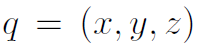 q = (x, y, z)